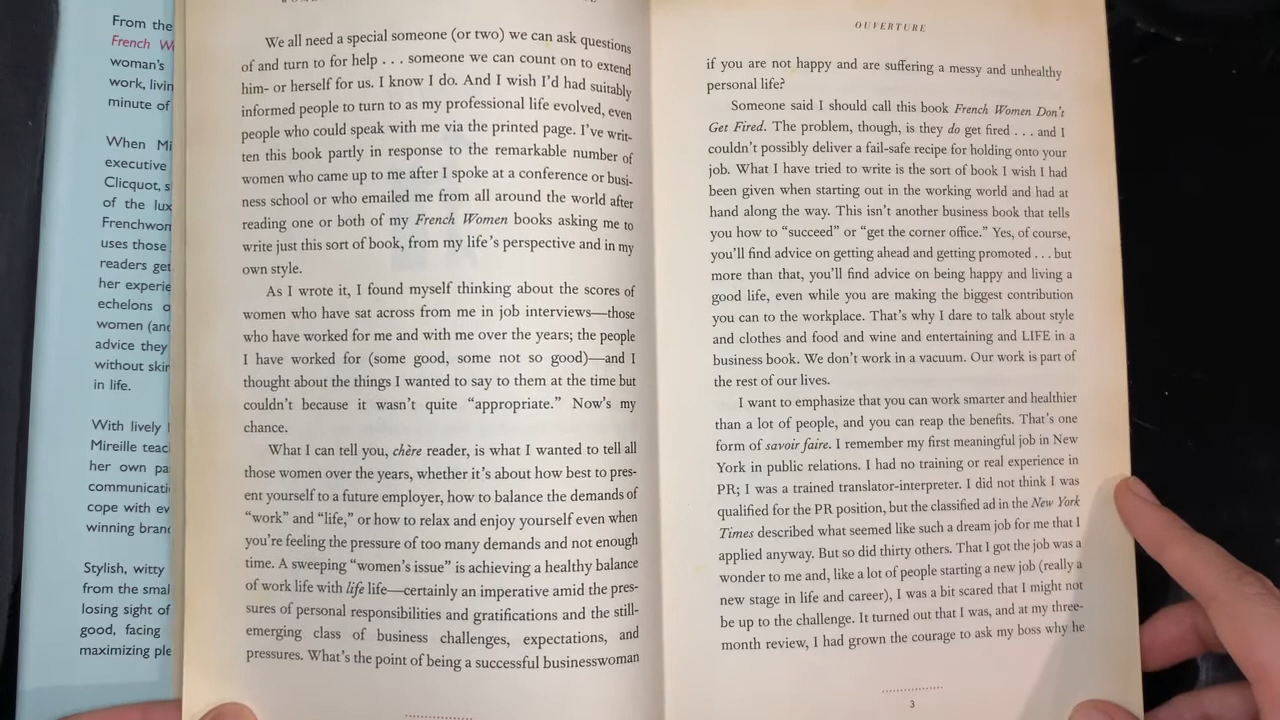 From the
French W
woman's
work, livin
minute of
When Mi
executive
Clicquot, s
of the lux
Frenchwon
uses those
readers get
her experie
echelons o
women (and
advice they
without skir
in life.
With lively
Mireille teac
her own pa
communicati
cope with ev
winning brand
Stylish, witty
from the smal
losing sight of
good, facing
maximizing ple
We all need a special someone (or two) we can ask questions
of and turn to for help . . . someone we can count on to extend
him- or herself for us. I know I do. And I wish I'd had suitably
informed people to turn to as my professional life evolved, even
people who could speak with me via the printed page. I've writ-
ten this book partly in response to the remarkable number of
women who came up to me after I spoke at a conference or busi-
ness school or who emailed me from all around the world after
reading one or both of my French Women books asking me to
write just this sort of book, from my life's perspective and in my
own style.
As I wrote it, I found myself thinking about the scores of
women who have sat across from me in job interviews—those
who have worked for me and with me over the years; the people
I have worked for (some good, some not so good)—and I
thought about the things I wanted to say to them at the time but
couldn't because it wasn't quite “appropriate.” Now's my
chance.
What I can tell you, chère reader, is what I wanted to tell all
those women over the years, whether it's about how best to pres-
ent yourself to a future employer, how to balance the demands of
“work” and “life,” or how to relax and enjoy yourself even when
you're feeling the pressure of too many demands and not enough
time. A sweeping “women's issue” is achieving a healthy balance
of work life with life life—certainly an imperative amid the pres-
sures of personal responsibilities and gratifications and the still-
emerging class of business challenges, expectations, and
pressures. What's the point of being a successful businesswoman
OUVERTURE
if you are not happy and are suffering a messy and unhealthy
personal life?
Someone said I should call this book French Women Don't
Get Fired. The problem, though, is they do get fired . . . and I
couldn't possibly deliver a fail-safe recipe for holding onto your
job. What I have tried to write is the sort of book I wish I had
been given when starting out in the working world and had at
hand along the way. This isn't another business book that tells
you how to “succeed” or “get the corner office.” Yes, of course,
you'll find advice on getting ahead and getting promoted . . . but
more than that, you'll find advice on being happy and living a
good life, even while you are making the biggest contribution
you can to the workplace. That's why I dare to talk about style
and clothes and food and wine and entertaining and LIFE in a
business book. We don't work in a vacuum. Our work is part of
the rest of our lives.
I want to emphasize that you can work smarter and healthier
than a lot of people, and you can reap the benefits. That's one
form of savoir faire. I remember my first meaningful job in New
York in public relations. I had no training or real experience in
PR; I was a trained translator-interpreter. I did not think I was
qualified for the PR position, but the classified ad in the New York
Times described what seemed like such a dream job for me that I
applied anyway. But so did thirty others. That I got the job was a
wonder to me and, like a lot of people starting a new job (really a
new stage in life and career), I was a bit scared that I might not
be up to the challenge. It turned out that I was, and at my three-
month review, I had grown the courage to ask my boss why he
3